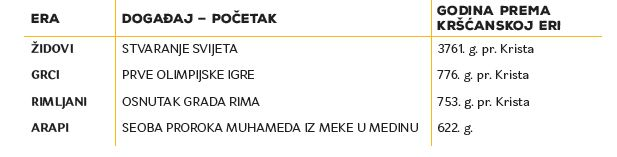 ERA DOGAĐAJ – POČETAK GODINA PREMA
KRŠĆANSKOJ ERI
ŽIDOVI STVARANJE SVIJETA 3761. g. pr. Krista
GRCI PRVE OLIMPIJSKE IGRE 776. g. pr. Krista
RIMLJANI OSNUTAK GRADA RIMA 753. g. pr. Krista
ARAPI SEOBA PROROKA MUHAMEDA IZ MEKE U MEDINU 622. g.